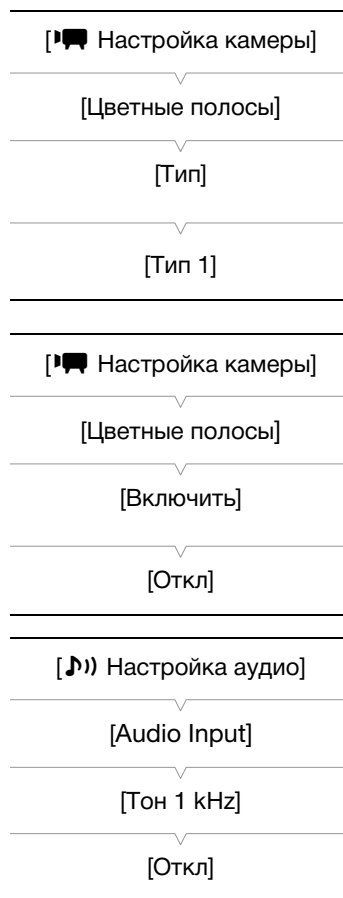 [Настройка камеры]
[Цветные полосы]
[Тип]
[Тип 1]
[Настройка камеры]
[Цветные полосы]
[Включить]
[Откл]
[Настройка аудио]
[Audio Input]
[Тон 1 kHz]
[Откл]